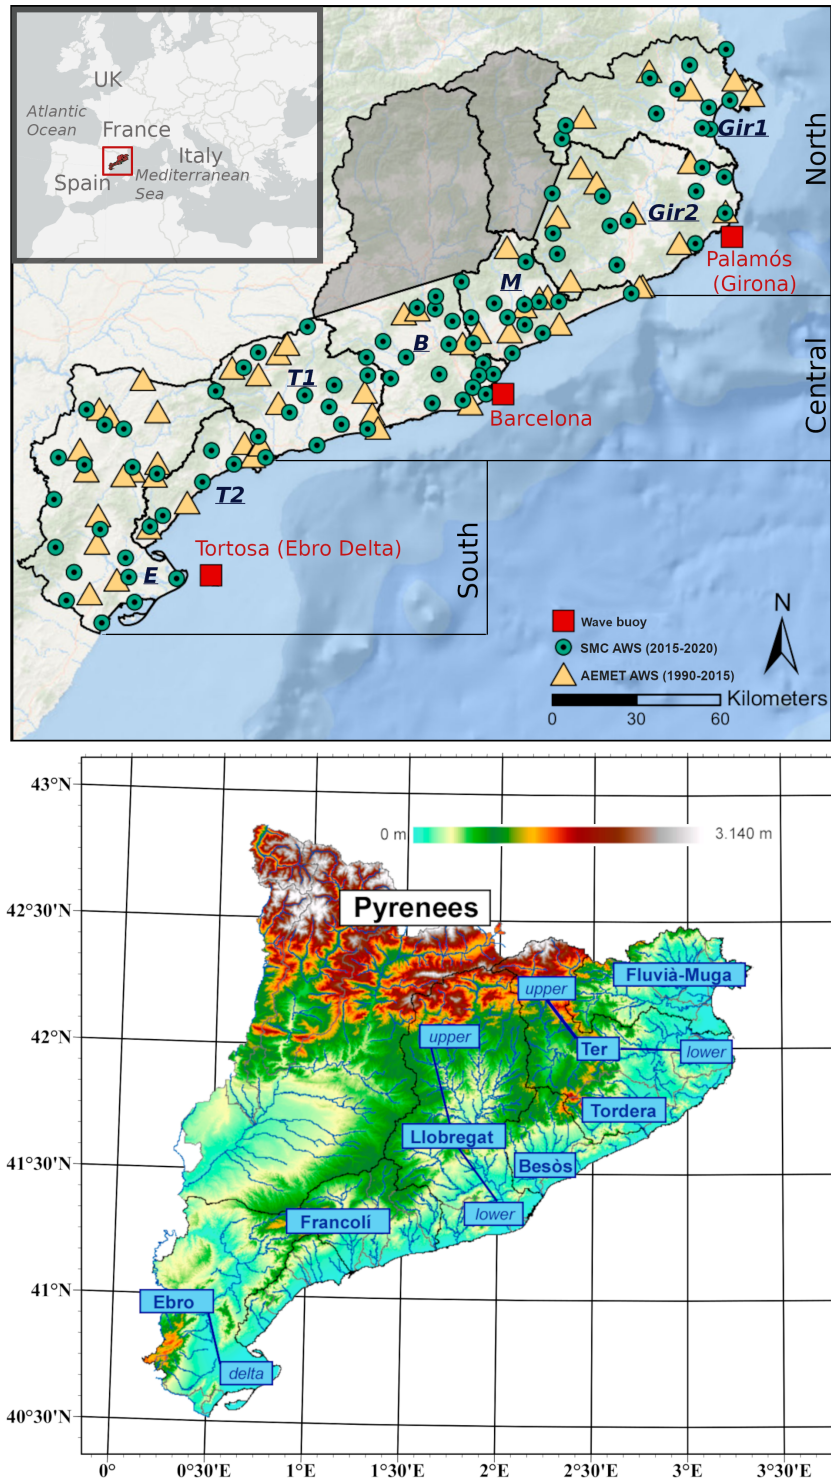 UK
Atlantic
Ocean
France
Italy
Spain
Mediterranean
Sea
Gir1
North
Gir2
Palamós
(Girona)
M
B
T1
Central
Barcelona
T2
South
Tortosa (Ebro Delta)
E
N
Wave buoy
SMC AWS (2015-2020)
AEMET AWS (1990-2015)
Kilometers
0 30 60
43°N
0 m 3.140 m
42°30'N
Pyrenees
Fluvià-Muga
upper
42°N
upper
Ter
lower
Tordera
Llobregat
41°30'N
Besòs
lower
Francolí
41°N
Ebro
delta
40°30'N
0° 0°30'E 1°E 1°30'E 2°E 2°30'E 3°E 3°30'E